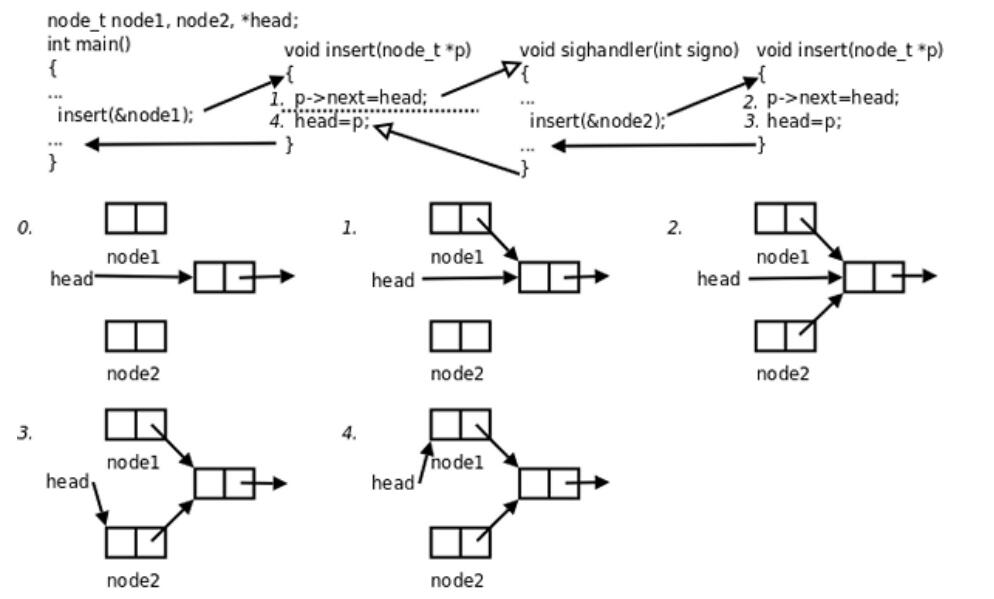 node_t node1, node2, *head;
int main()
{
...
insert(&node1);
...
}
void insert(node_t *p)
{
1. p->next=head;
4. head=p;
}
void sighandler(int signo)
{
...
insert(&node2);
...
}
void insert(node_t *p)
{
2. p->next=head;
3. head=p;
}
0.
node1
head
node2
1.
node1
head
node2
2.
node1
head
node2
3.
node1
head
node2
4.
node1
head
node2